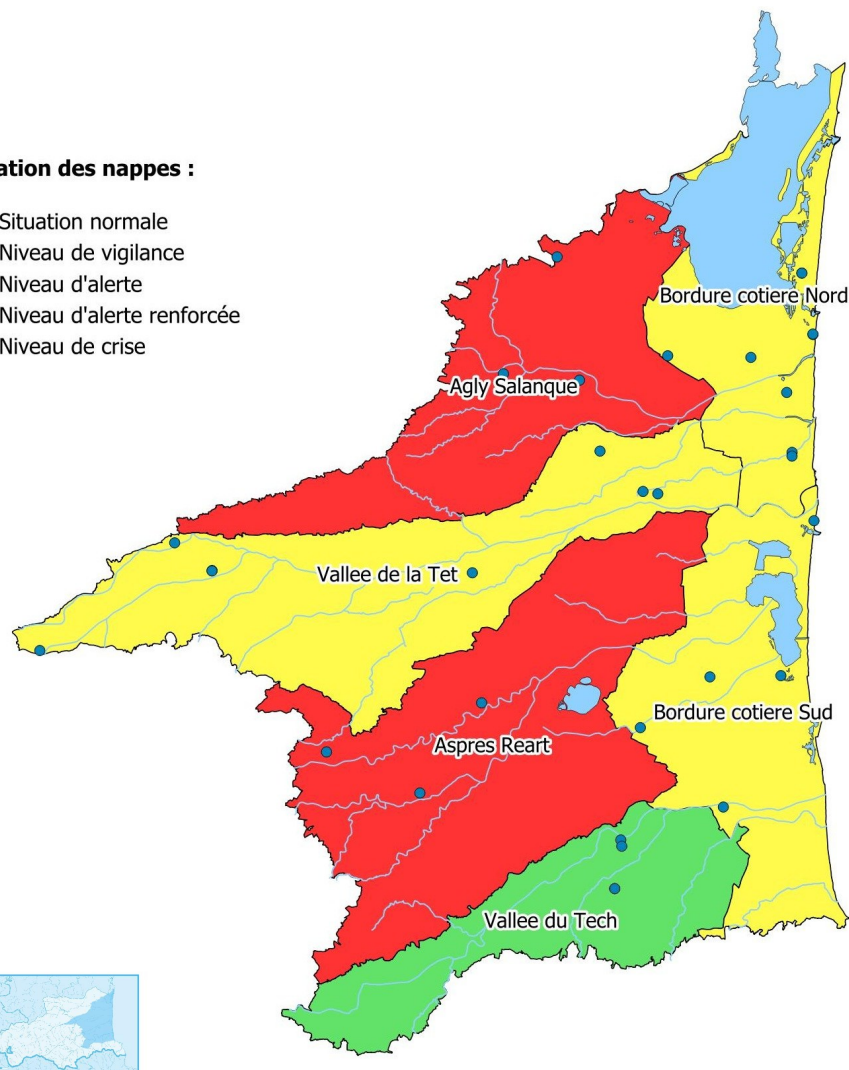 ation des nappes :
Situation normale
Niveau de vigilance
Niveau d'alerte
Niveau d'alerte renforcée
Niveau de crise
Bordure cotiere Nord
Agly Salanque
Vallee de la Tet
Bordure cotiere Sud
Aspres Reart
Vallee du Tech